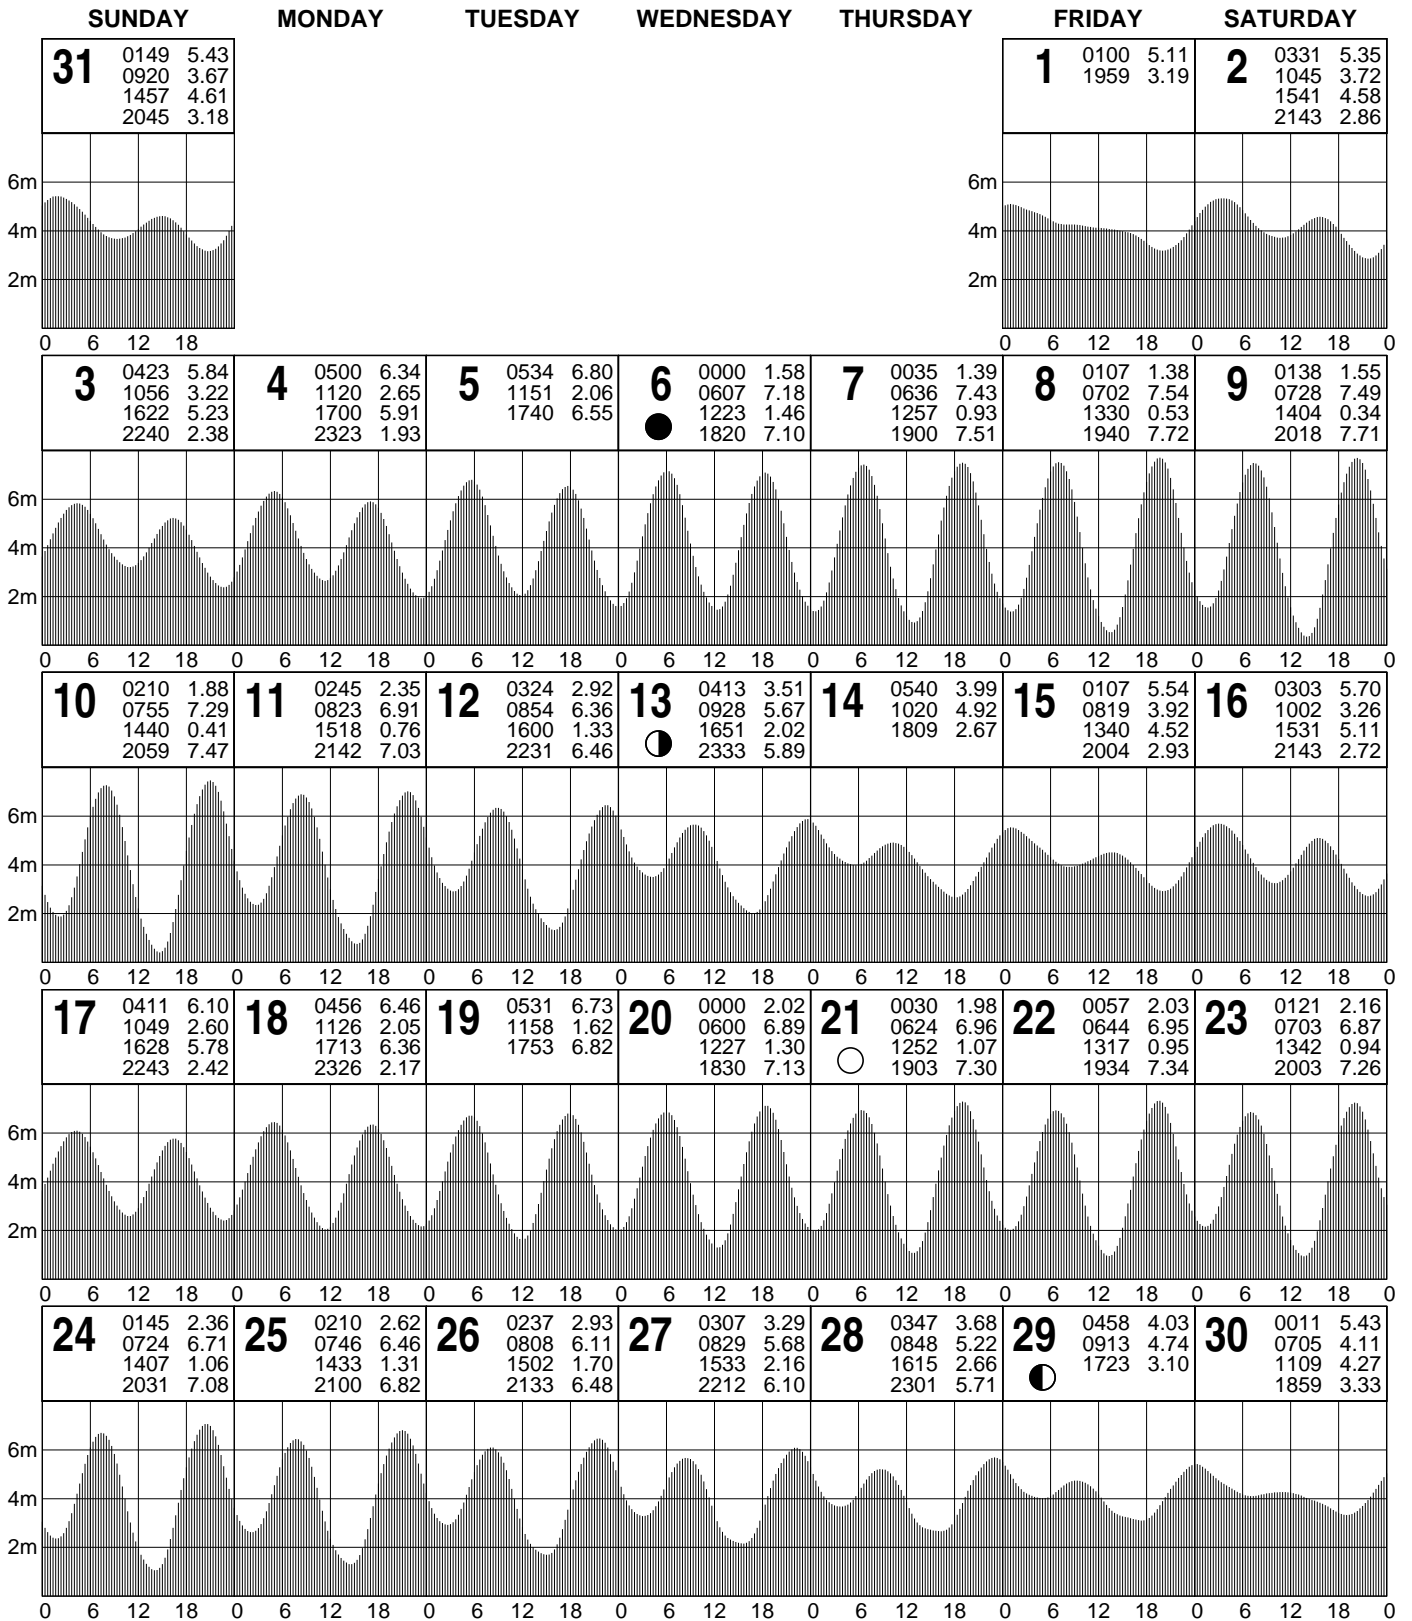 SUNDAY MONDAY TUESDAY WEDNESDAY THURSDAY FRIDAY SATURDAY
31 0149 5.43
0920 3.67
1457 4.61
2045 3.18
1 0100 5.11
1959 3.19
2 0331 5.35
1045 3.72
1541 4.58
2143 2.86
6m 6m
4m 4m
2m 2m
0 6 12 18 0 6 12 18 0 6 12 18 0
3 0423 5.84
1056 3.22
1622 5.23
2240 2.38
4 0500 6.34
1120 2.65
1700 5.91
2323 1.93
5 0534 6.80
1151 2.06
1740 6.55
6 0000 1.58
0607 7.18
1223 1.46
1820 7.10
7 0035 1.39
0636 7.43
1257 0.93
1900 7.51
8 0107 1.38
0702 7.54
1330 0.53
1940 7.72
9 0138 1.55
0728 7.49
1404 0.34
2018 7.71
6m
4m
2m
0 6 12 18 0 6 12 18 0 6 12 18 0 6 12 18 0 6 12 18 0 6 12 18 0 6 12 18 0
10 0210 1.88
0755 7.29
1440 0.41
2059 7.47
11 0245 2.35
0823 6.91
1518 0.76
2142 7.03
12 0324 2.92
0854 6.36
1600 1.33
2231 6.46
13 0413 3.51
0928 5.67
1651 2.02
2333 5.89
14 0540 3.99
1020 4.92
1809 2.67
15 0107 5.54
0819 3.92
1340 4.52
2004 2.93
16 0303 5.70
1002 3.26
1531 5.11
2143 2.72
6m
4m
2m
0 6 12 18 0 6 12 18 0 6 12 18 0 6 12 18 0 6 12 18 0 6 12 18 0 6 12 18 0
17 0411 6.10
1049 2.60
1628 5.78
2243 2.42
18 0456 6.46
1126 2.05
1713 6.36
2326 2.17
19 0531 6.73
1158 1.62
1753 6.82
20 0000 2.02
0600 6.89
1227 1.30
1830 7.13
21 0030 1.98
0624 6.96
1252 1.07
1903 7.30
22 0057 2.03
0644 6.95
1317 0.95
1934 7.34
23 0121 2.16
0703 6.87
1342 0.94
2003 7.26
6m
4m
2m
0 6 12 18 0 6 12 18 0 6 12 18 0 6 12 18 0 6 12 18 0 6 12 18 0 6 12 18 0
24 0145 2.36
0724 6.71
1407 1.06
2031 7.08
25 0210 2.62
0746 6.46
1433 1.31
2100 6.82
26 0237 2.93
0808 6.11
1502 1.70
2133 6.48
27 0307 3.29
0829 5.68
1533 2.16
2212 6.10
28 0347 3.68
0848 5.22
1615 2.66
2301 5.71
29 0458 4.03
0913 4.74
1723 3.10
30 0011 5.43
0705 4.11
1109 4.27
1859 3.33
6m
4m
2m
0 6 12 18 0 6 12 18 0 6 12 18 0 6 12 18 0 6 12 18 0 6 12 18 0 6 12 18 0